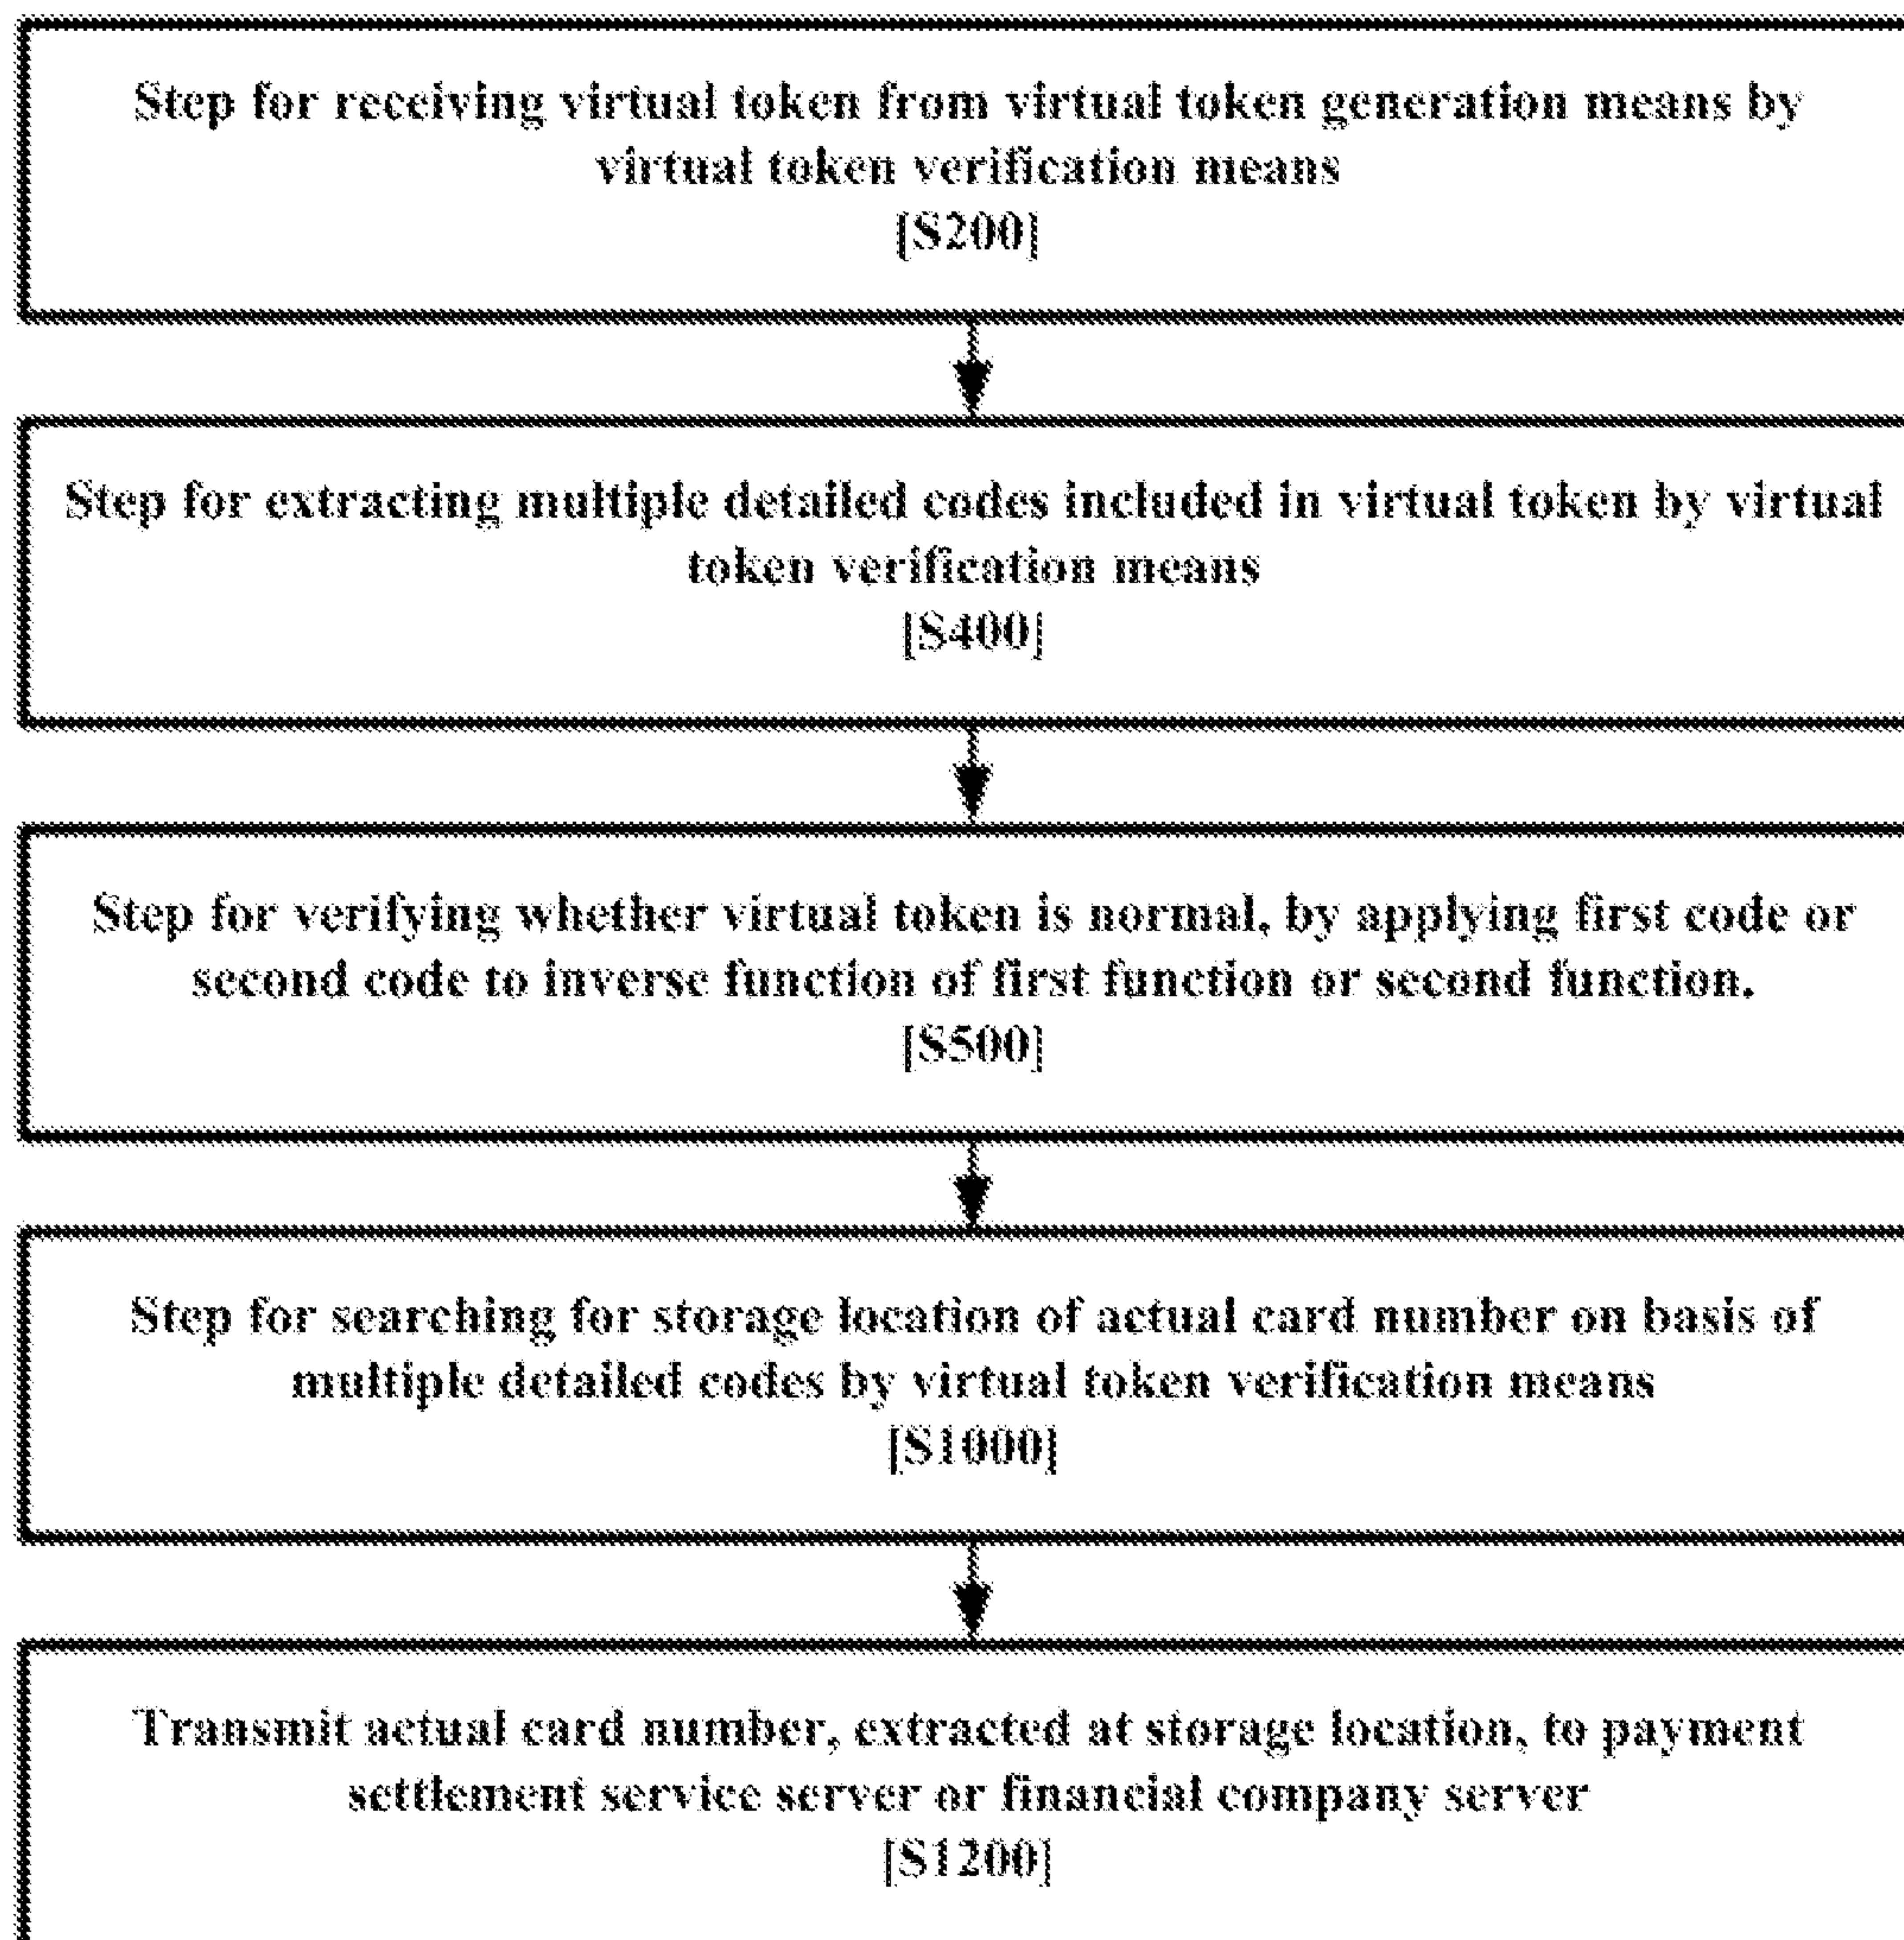 Step for receiving virtual token from virtual token generation means by
virtual token verification means
[S200]
Step for extracting multiple detailed codes included in virtual token by virtual
token verification means
[S400]
Step for verifying whether virtual token is normal, by applying first code or
second code to inverse function of first function or second function.
[S500]
Step for searching for storage location of actual card number on basis of
multiple detailed codes by virtual token verification means
[S1000]
Transmit actual card number, extracted at storage location, to payment
settlement service server or financial company server
[S1200]